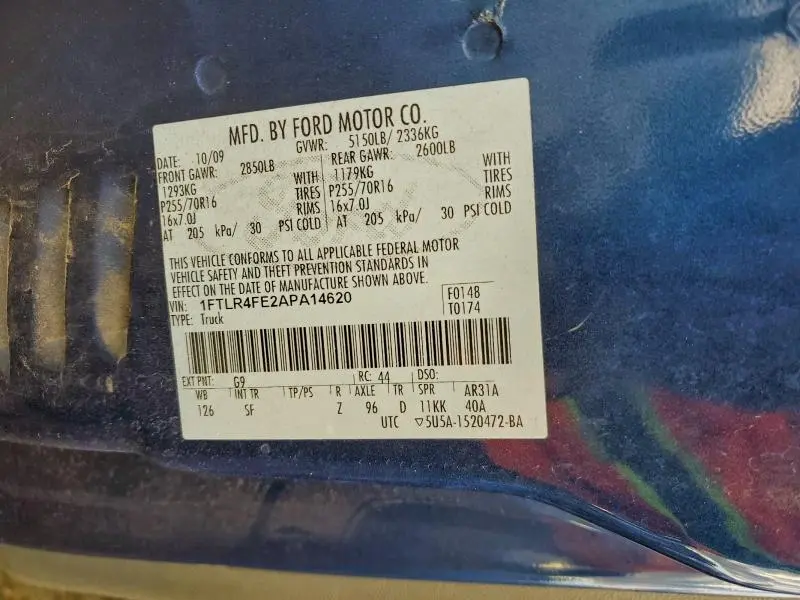 MFD. BY FORD MOTOR CO.
DATE: 10/09 GVWR: 5150LB/ 2336KG
FRONT GAWR: 2850LB REAR GAWR: 2600LB
1293KG WITH 1179KG WITH
P255/70R16 TIRES P255/70R16 TIRES
16x7.0J RIMS 16x7.0J RIMS
AT 205 kPa/ 30 PSI COLD AT 205 kPa/ 30 PSI COLD
THIS VEHICLE CONFORMS TO ALL APPLICABLE FEDERAL MOTOR
VEHICLE SAFETY AND THEFT PREVENTION STANDARDS IN
EFFECT ON THE DATE OF MANUFACTURE SHOWN ABOVE.
VIN: 1FTLR4FE2APA14620 F0148
TYPE: Truck T0174
EXT PNT: G9 RC: 44 DSO:
WB INT TR TP/PS R AXLE TR SPR AR31A
126 SF Z 96 D 11KK 40A
UTC ▽5U5A-1520472-BA